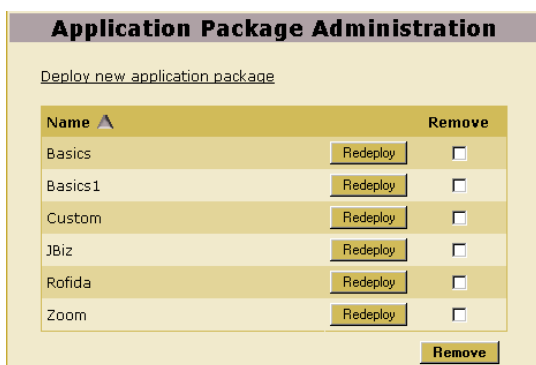 Application Package Administration
Deploy new application package
Name Remove
Basics Redeploy
Basics1 Redeploy
Custom Redeploy
JBiz Redeploy
Rofida Redeploy
Zoom Redeploy
Remove